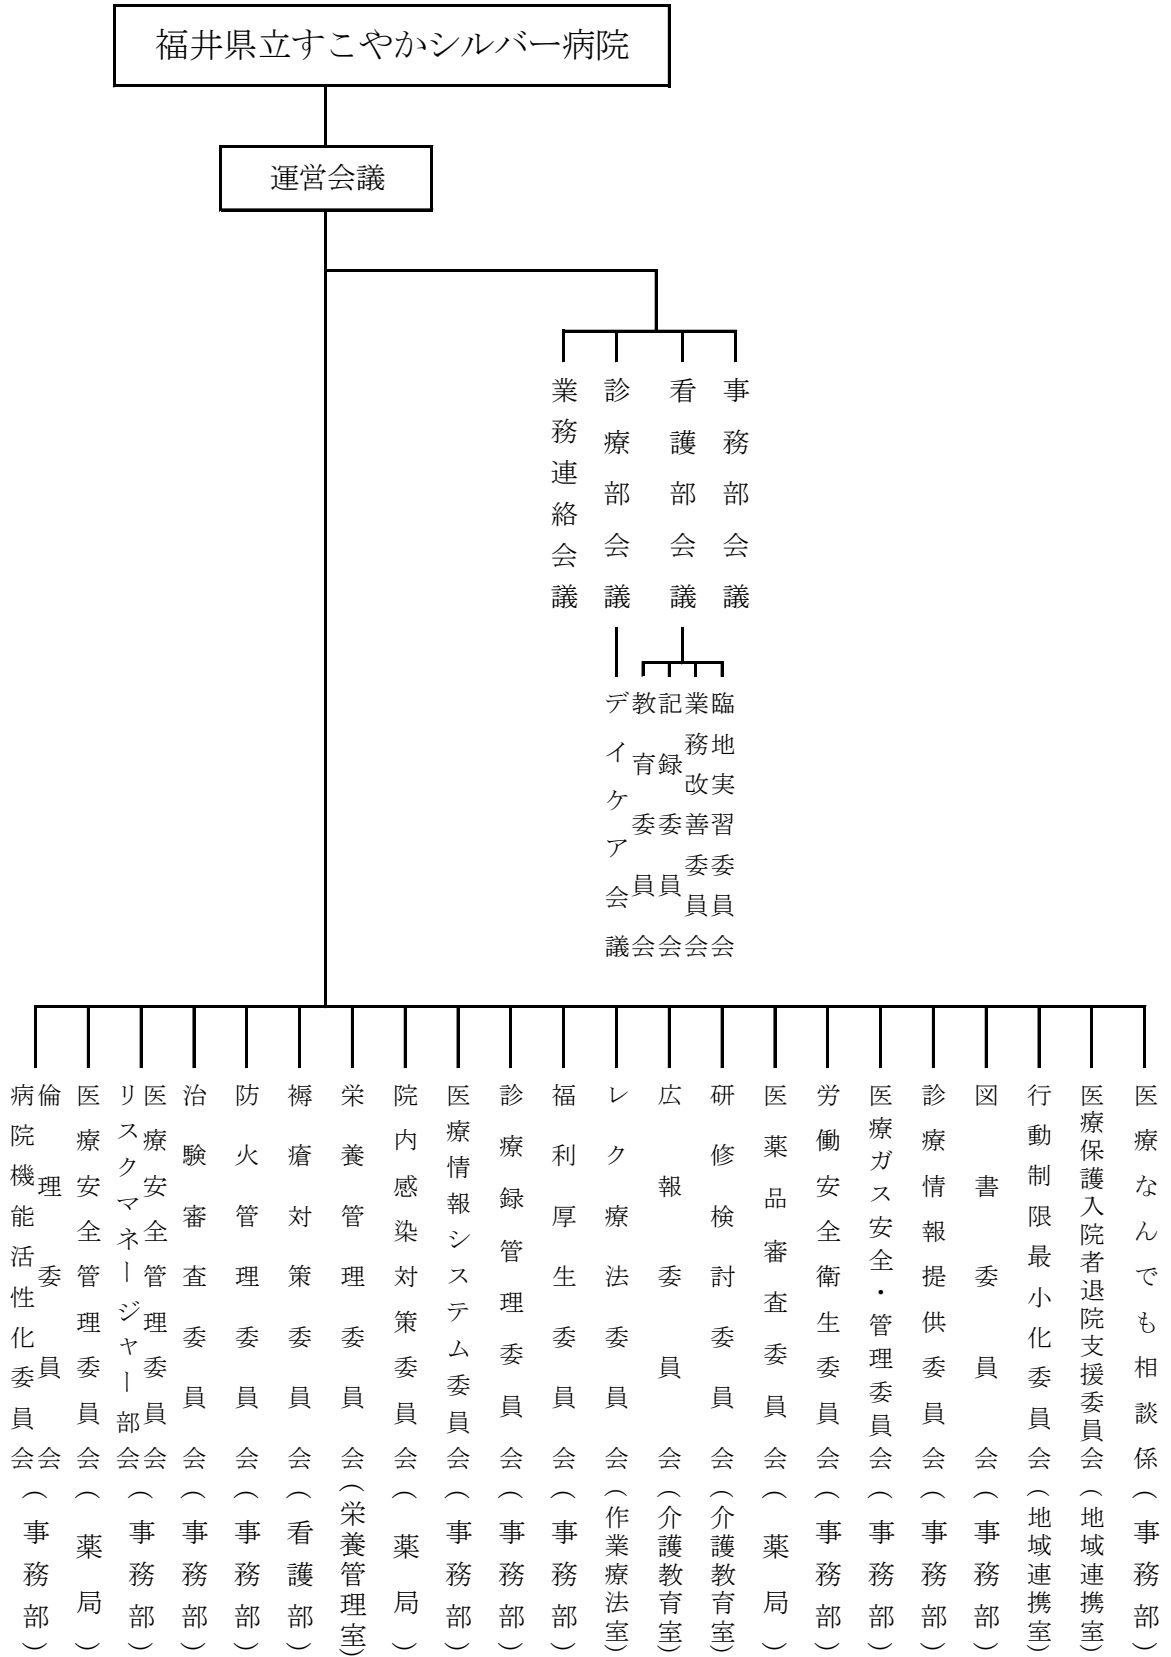 福井県立すこやかシルバー病院
運営会議
業務連絡会議
診療部会議
看護部会議
事務部会議
デイケア会議
教育委員会
記録委員会
業務改善委員会
臨地実習委員会
病院機能活性化委員会
倫理委員会
(事務部)
医療安全管理委員会
(薬局)
リスクマネージャー部会
医療安全管理委員会
(事務部)
治験審査委員会
(事務部)
防火管理委員会
(事務部)
褥瘡対策委員会
(看護部)
栄養管理委員会
(栄養管理室)
院内感染対策委員会
(薬局)
医療情報システム委員会
(事務部)
診療録管理委員会
(事務部)
福利厚生委員会
(事務部)
レク療法委員会
(作業療法室)
広報委員会
(介護教育室)
研修検討委員会
(介護教育室)
医薬品審査委員会
(薬局)
労働安全衛生委員会
(事務部)
医療ガス安全・管理委員会
(事務部)
診療情報提供委員会
(事務部)
図書委員会
(事務部)
行動制限最小化委員会
(地域連携室)
医療保護入院者退院支援委員会
(地域連携室)
医療なんでも相談係
(事務部)